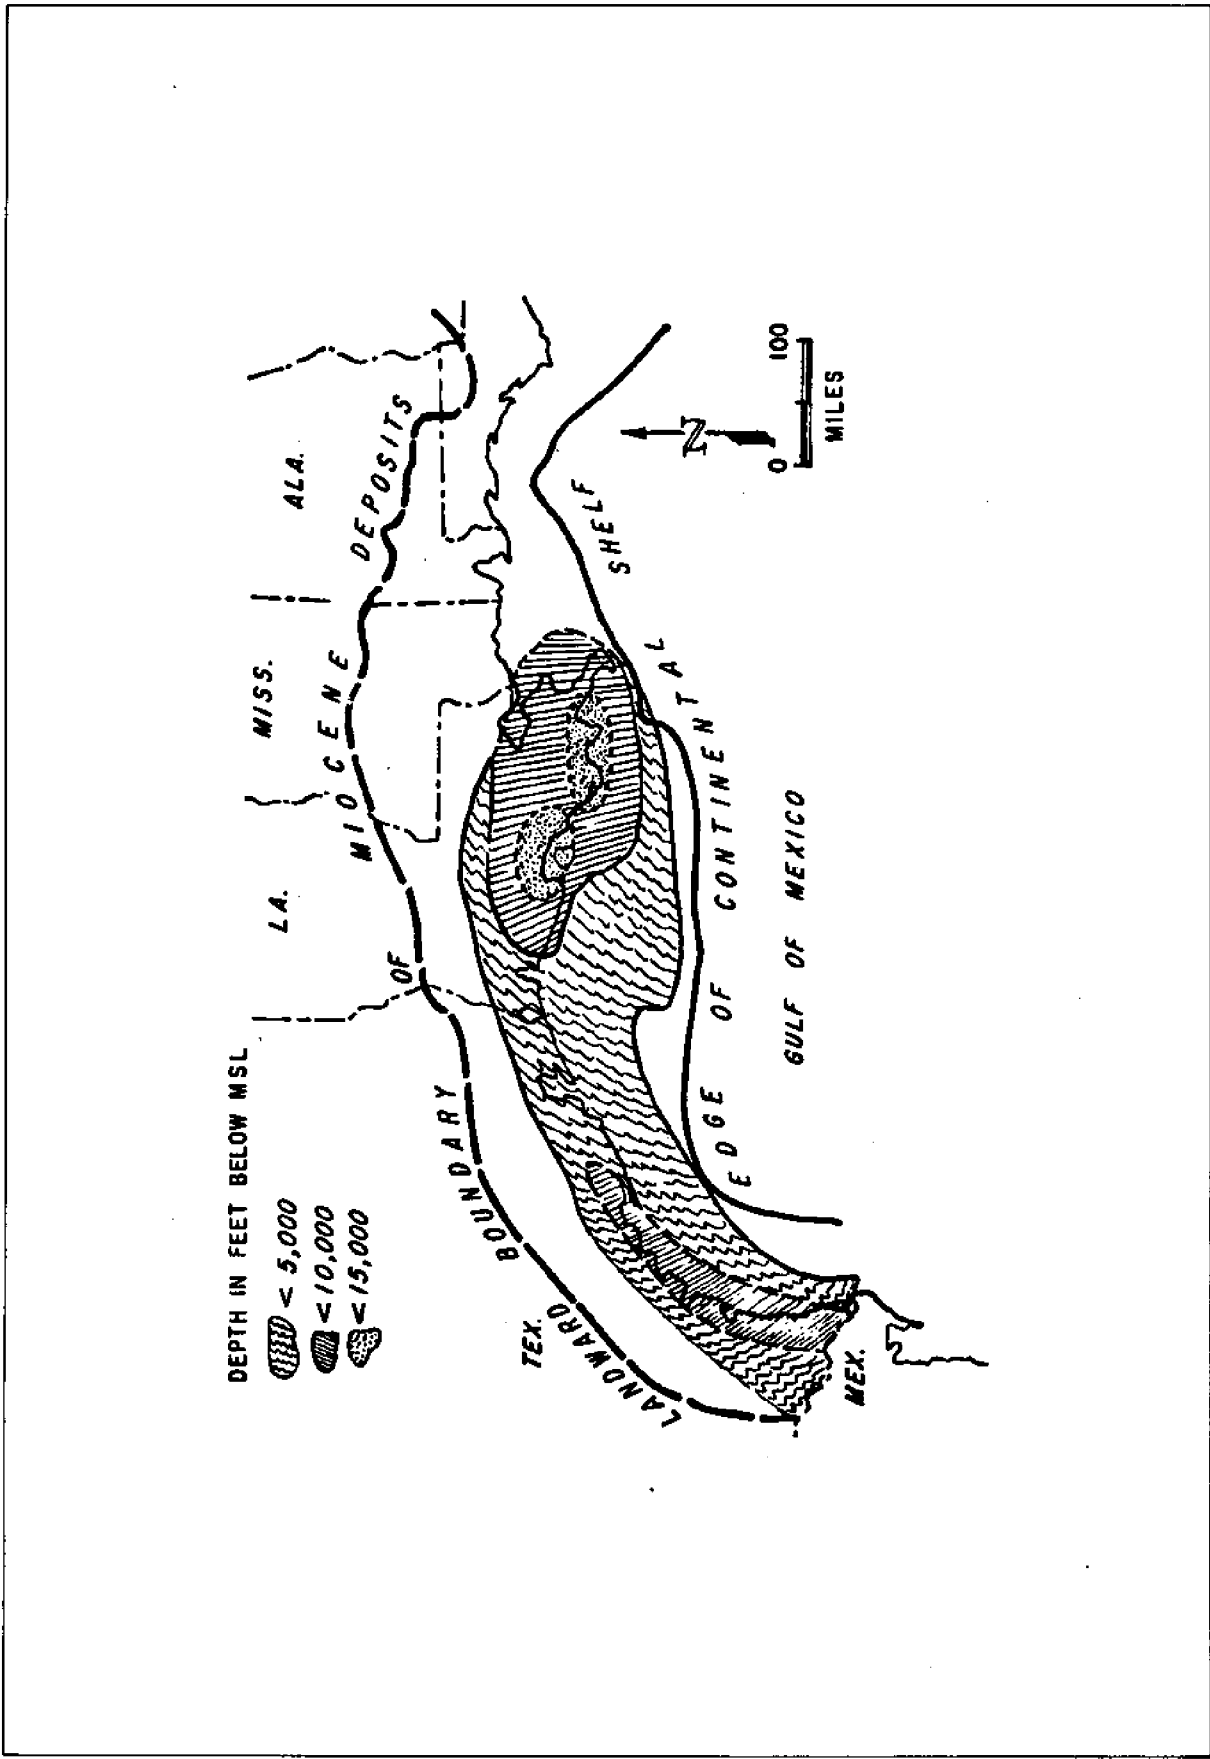 DEPTH IN FEET BELOW MSL
< 5,000
< 10,000
< 15,000
LA.
MISS.
ALA.
TEX.
MEX.
LANDWARD BOUNDARY OF MIOCENE DEPOSITS
EDGE OF CONTINENTAL SHELF
GULF OF MEXICO
N
0 100
MILES